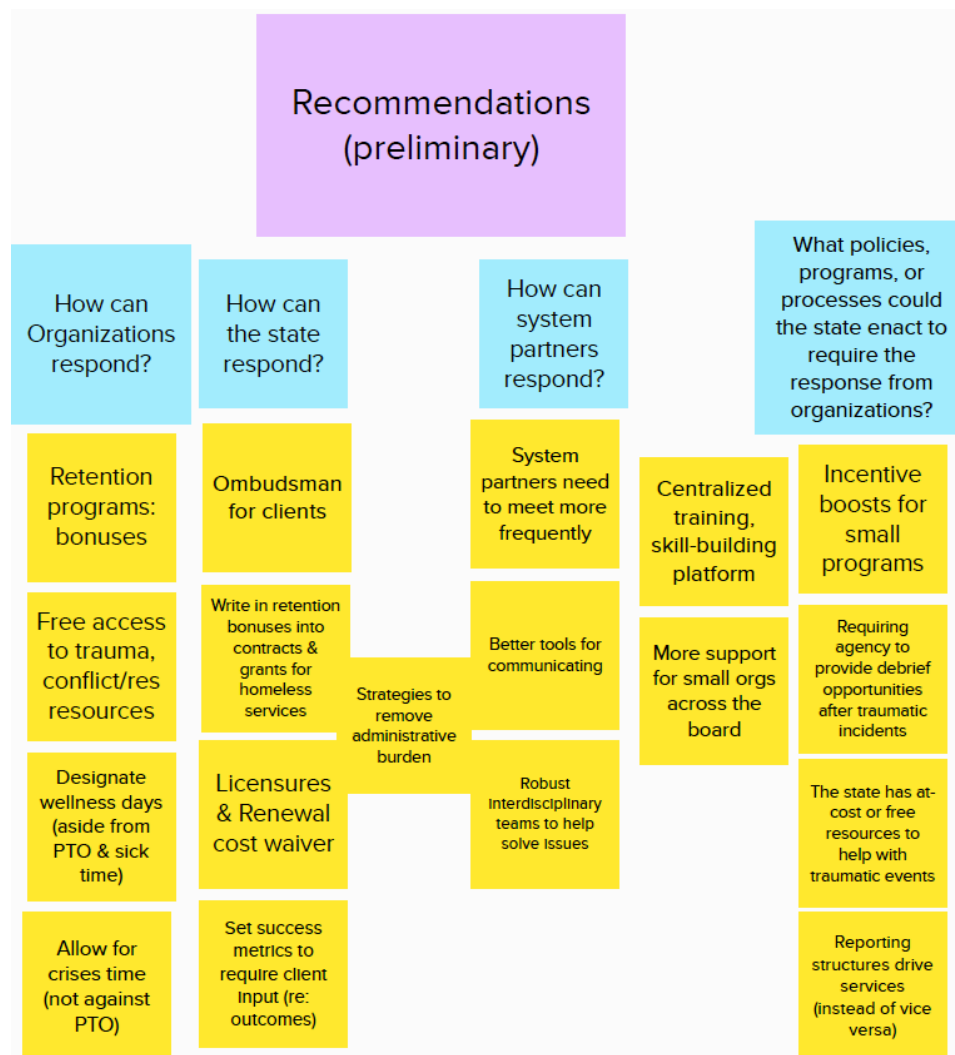 Recommendations
(preliminary)
How can
Organizations
respond?
Retention
programs:
bonuses
Free access
to trauma,
conflict/res
resources
Designate
wellness days
(aside from
PTO & sick
time)
Allow for
crises time
(not against
PTO)
How can
the state
respond?
Ombudsman
for clients
Write in retention
bonuses into
contracts &
grants for
homeless
services
Licensures
& Renewal
cost waiver
Set success
metrics to
require client
input (re:
outcomes)
Strategies to
remove
administrative
burden
How can
system
partners
respond?
System
partners need
to meet more
frequently
Better tools for
communicating
Robust
interdisciplinary
teams to help
solve issues
Centralized
training,
skill-building
platform
More support
for small orgs
across the
board
What policies,
programs, or
processes could
the state enact to
require the
response from
organizations?
Incentive
boosts for
small
programs
Requiring
agency to
provide debrief
opportunities
after traumatic
incidents
The state has at-
cost or free
resources to
help with
traumatic events
Reporting
structures drive
services
(instead of vice
versa)